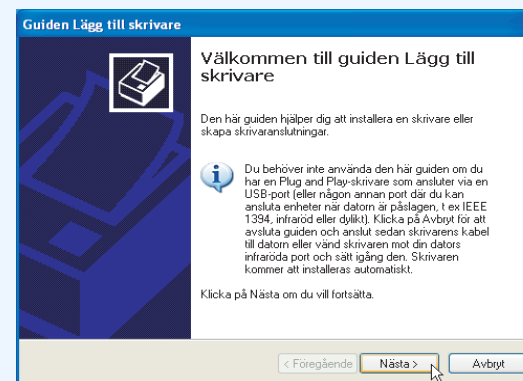 Guiden Lägg till skrivare
Välkommen till guiden Lägg till
skrivare
Den här guiden hjälper dig att installera en skrivare eller
skapa skrivaranslutningar.
Du behöver inte använda den här guiden om du
har en Plug and Play-skrivare som ansluter via en
USB-port (eller någon annan port där du kan
ansluta enheter när datorn är påslagen, t ex IEEE
1394, infraröd eller dylikt). Klicka på Avbryt för att
avsluta guiden och anslut sedan skrivarens kabel
till datorn eller vänd skrivaren mot din dators
infraröda port och sätt igång den. Skrivaren
kommer att installeras automatiskt.
Klicka på Nästa om du vill fortsätta.
< Föregående Nästa > Avbryt